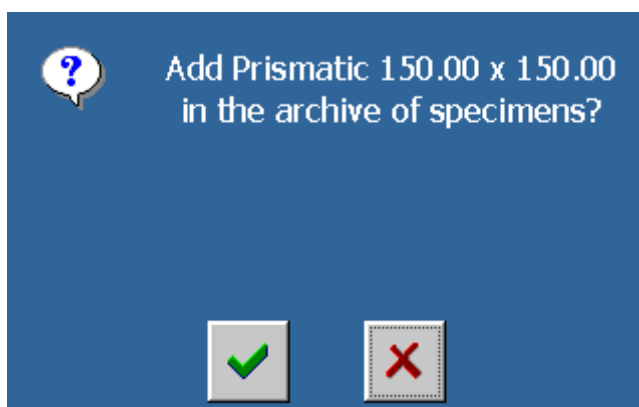 ?
Add Prismatic 150.00 x 150.00
in the archive of specimens?